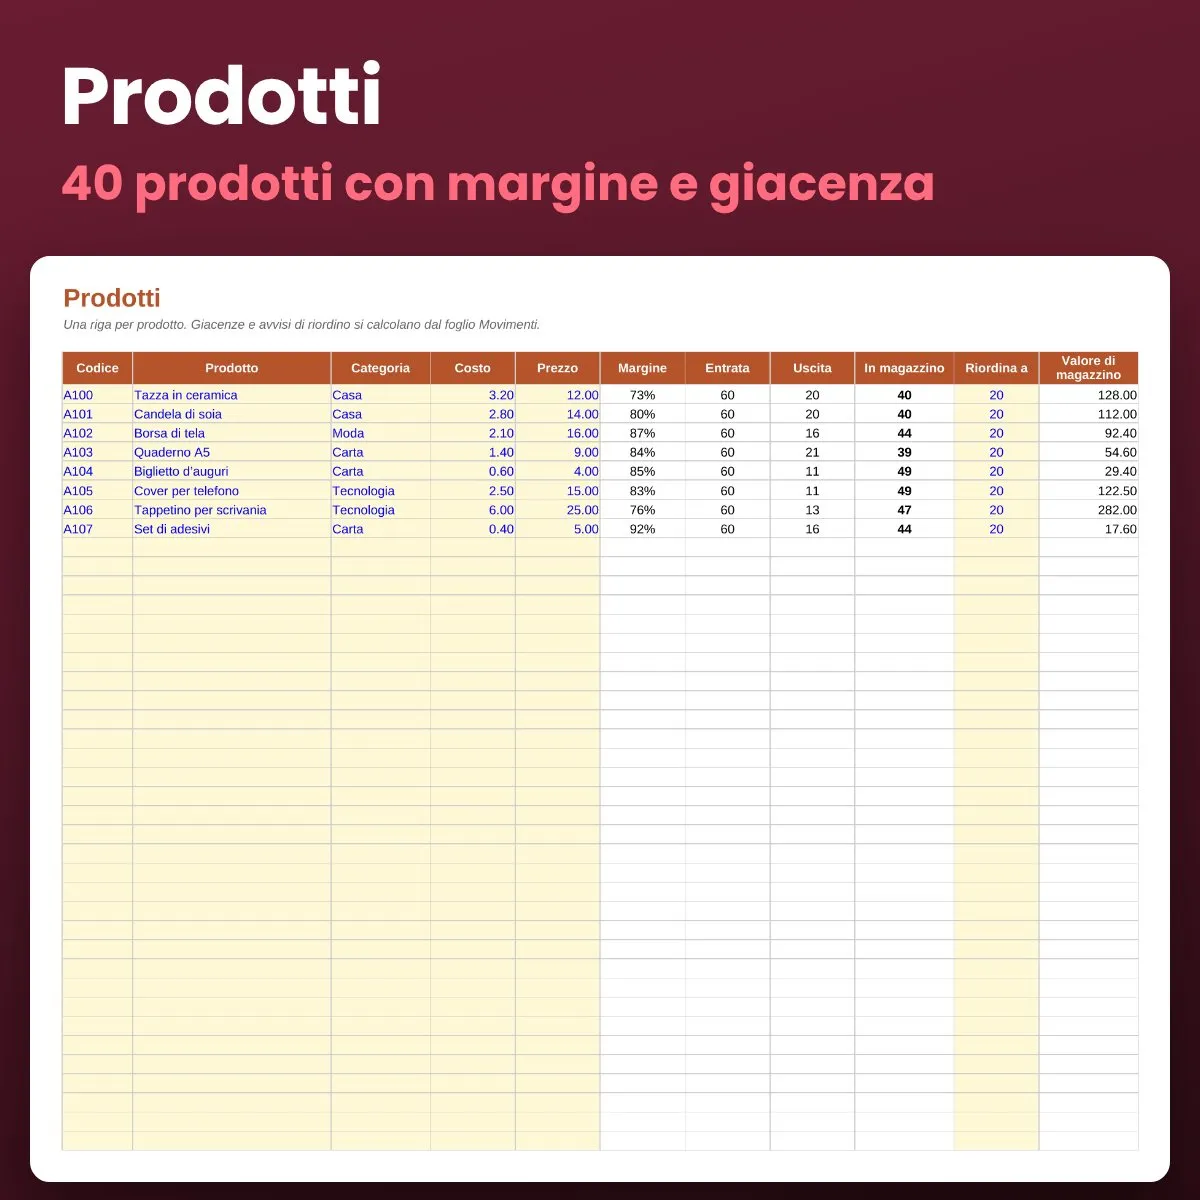 Prodotti
40 prodotti con margine e giacenza
Prodotti
Una riga per prodotto. Giacenze e avvisi di riordino si calcolano dal foglio Movimenti.
Codice Prodotto Categoria Costo Prezzo Margine Entrata Uscita In magazzino Riordina a Valore di magazzino
A100 Tazza in ceramica Casa 3.20 12.00 73% 60 20 40 20 128.00
A101 Candela di soia Casa 2.80 14.00 80% 60 20 40 20 112.00
A102 Borsa di tela Moda 2.10 16.00 87% 60 16 44 20 92.40
A103 Quaderno A5 Carta 1.40 9.00 84% 60 21 39 20 54.60
A104 Biglietto d'auguri Carta 0.60 4.00 85% 60 11 49 20 29.40
A105 Cover per telefono Tecnologia 2.50 15.00 83% 60 11 49 20 122.50
A106 Tappetino per scrivania Tecnologia 6.00 25.00 76% 60 13 47 20 282.00
A107 Set di adesivi Carta 0.40 5.00 92% 60 16 44 20 17.60